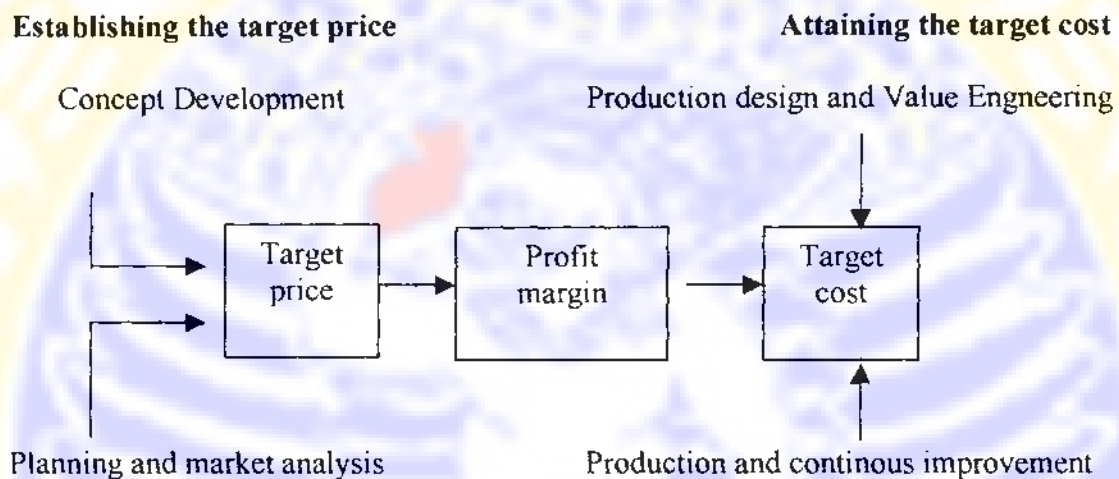 Establishing the target price
Attaining the target cost
Concept Development
Production design and Value Engneering
Target
price
Profit
margin
Target
cost
Planning and market analysis
Production and continous improvement